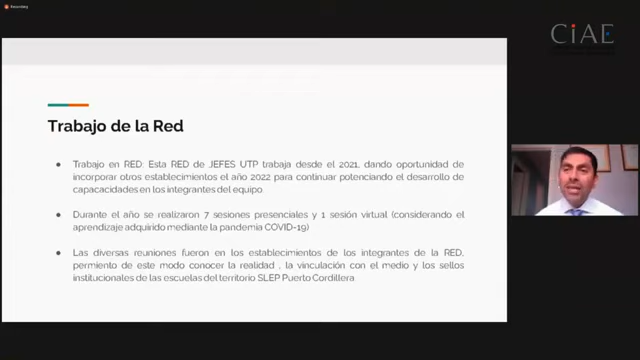 Recording
CiAE
Trabajo de la Red
● Trabajo en RED: Esta RED de JEFES UTP trabaja desde el 2021, dando oportunidad de
incorporar otros establecimientos el año 2022 para continuar potenciando el desarrollo de
capacacidades en los integrantes del equipo.
● Durante el año se realizaron 7 sesiones presenciales y 1 sesión virtual (considerando el
aprendizaje adquirido mediante la pandemia COVID-19)
● Las diversas reuniones fueron en los establecimientos de los integrantes de la RED,
permiento de este modo conocer la realidad , la vinculación con el medio y los sellos
institucionales de las escuelas del territorio SLEP Puerto Cordillera.